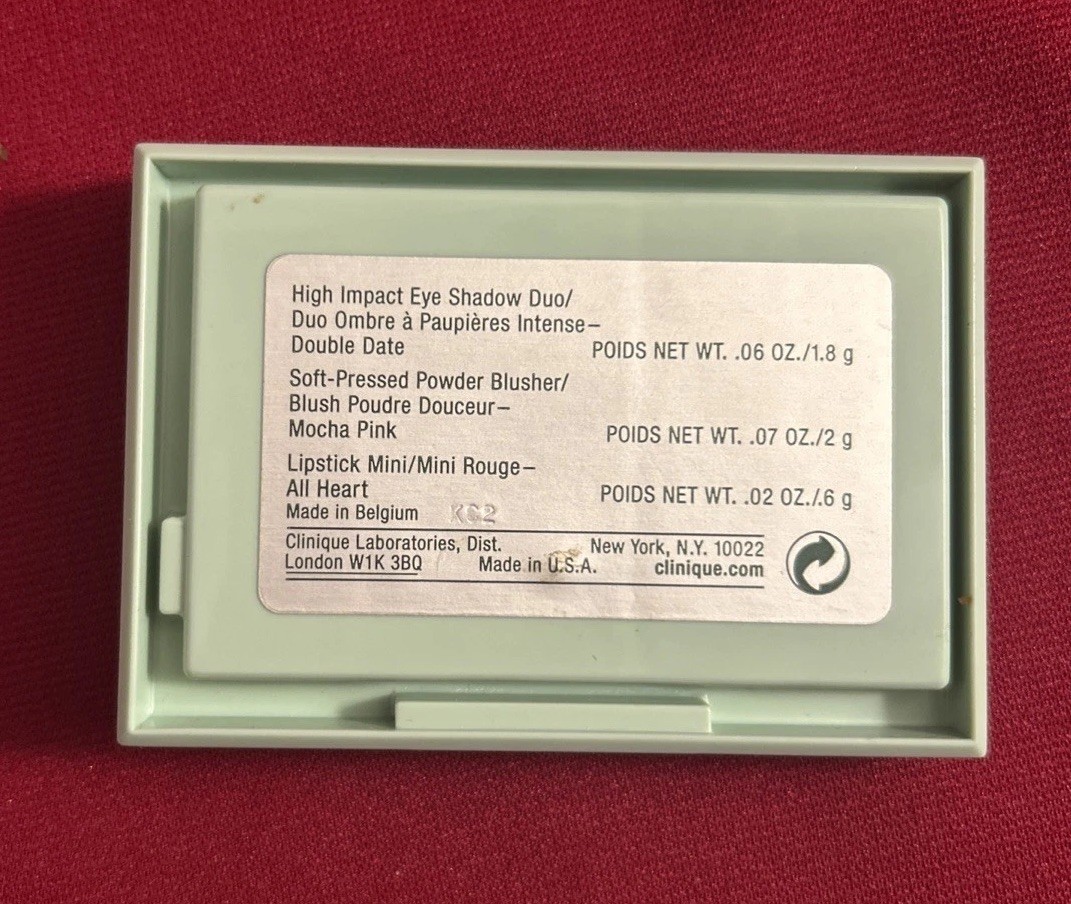 High Impact Eye Shadow Duo/
Duo Ombre à Paupières Intense–
Double Date POIDS NET WT. .06 OZ./1.8 g
Soft-Pressed Powder Blusher/
Blush Poudre Douceur–
Mocha Pink POIDS NET WT. .07 OZ./2 g
Lipstick Mini/Mini Rouge–
All Heart POIDS NET WT. .02 OZ./.6 g
Made in Belgium KC2
Clinique Laboratories, Dist. New York, N.Y. 10022
London W1K 3BQ Made in U.S.A. clinique.com